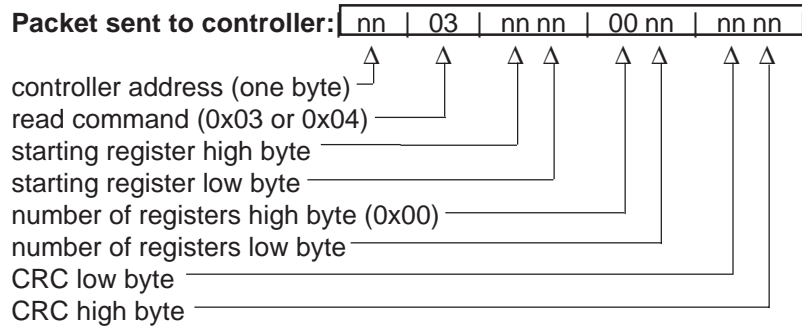 Packet sent to controller: nn | 03 | nn nn | 00 nn | nn nn
controller address (one byte)
read command (0x03 or 0x04)
starting register high byte
starting register low byte
number of registers high byte (0x00)
number of registers low byte
CRC low byte
CRC high byte